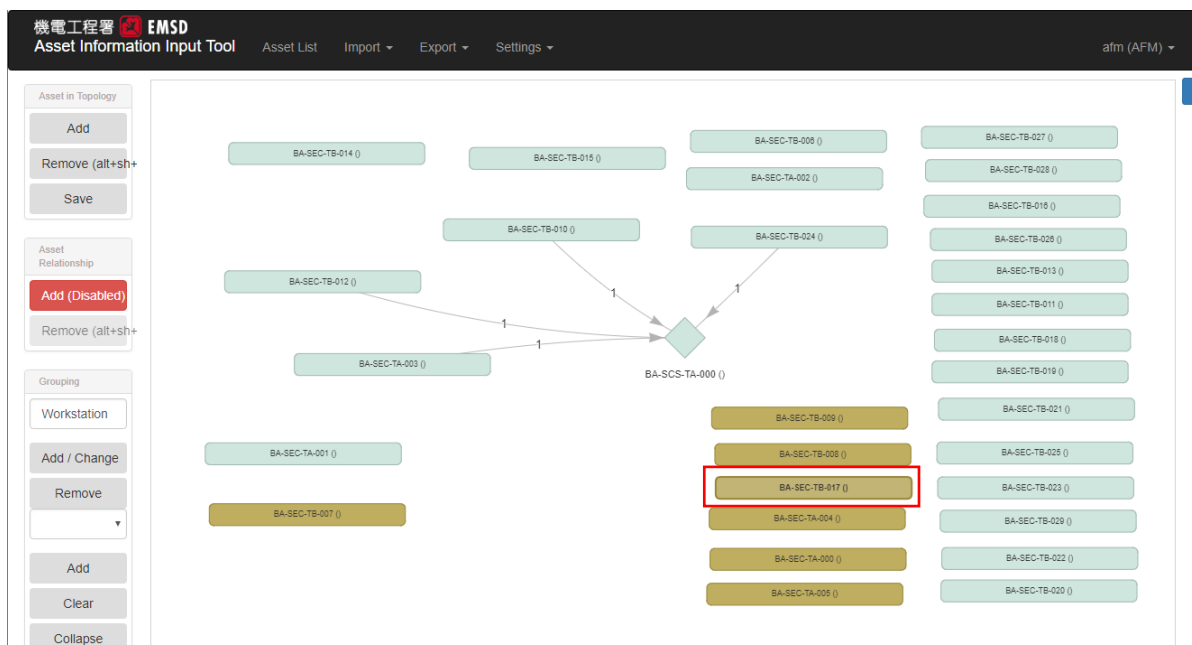 機電工程署 EMSD
Asset Information Input Tool Asset List Import Export Settings afm (AFM)
Asset in Topology
Add
Remove (alt+sh+
Save
Asset
Relationship
Add (Disabled)
Remove (alt+sh+
Grouping
Workstation
Add / Change
Remove
Add
Clear
Collapse
BA-SEC-TB-014 ()
BA-SEC-TB-015 ()
BA-SEC-TB-006 ()
BA-SEC-TA-002 ()
BA-SEC-TB-010 ()
BA-SEC-TB-024 ()
BA-SEC-TB-012 ()
1
1
1
1
BA-SEC-TA-003 ()
BA-SCS-TA-000 ()
BA-SEC-TA-001 ()
BA-SEC-TB-007 ()
BA-SEC-TB-009 ()
BA-SEC-TB-008 ()
BA-SEC-TB-017 ()
BA-SEC-TA-004 ()
BA-SEC-TA-000 ()
BA-SEC-TA-005 ()
BA-SEC-TB-027 ()
BA-SEC-TB-028 ()
BA-SEC-TB-016 ()
BA-SEC-TB-026 ()
BA-SEC-TB-013 ()
BA-SEC-TB-011 ()
BA-SEC-TB-018 ()
BA-SEC-TB-019 ()
BA-SEC-TB-021 ()
BA-SEC-TB-025 ()
BA-SEC-TB-023 ()
BA-SEC-TB-029 ()
BA-SEC-TB-022 ()
BA-SEC-TB-020 ()